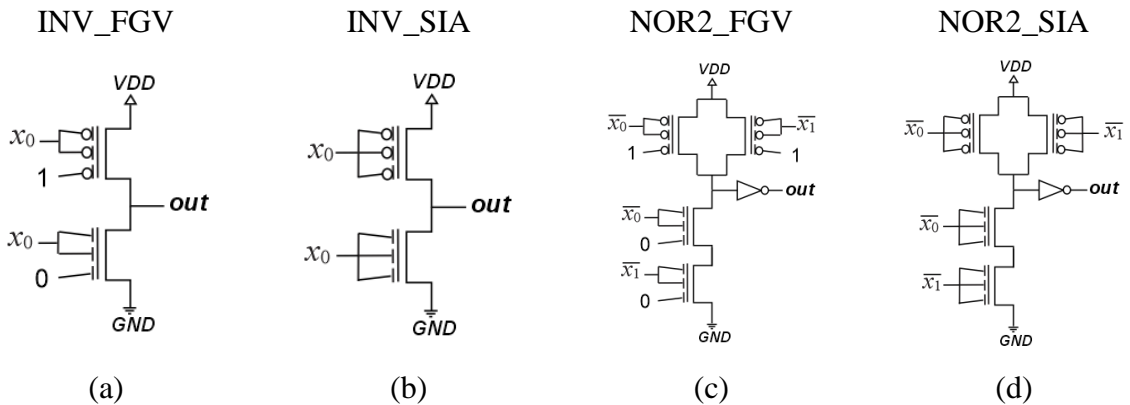 INV_FGV
INV_SIA
NOR2_FGV
NOR2_SIA
VDD
x₀
1
x₀
0
out
GND
VDD
x₀
x₀
out
GND
VDD
x̅₀
1
x̅₁
1
out
x̅₀
0
x̅₁
0
GND
VDD
x̅₀
x̅₁
out
x̅₀
x̅₁
GND
(a)
(b)
(c)
(d)